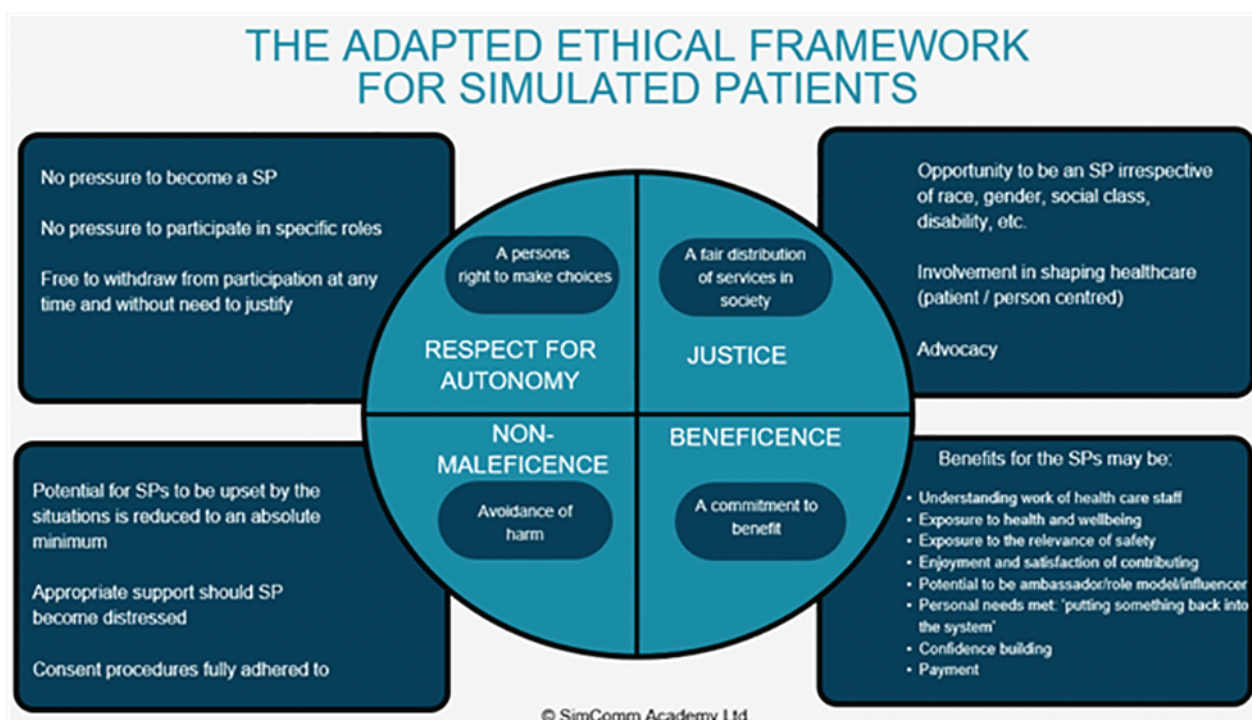 THE ADAPTED ETHICAL FRAMEWORK
FOR SIMULATED PATIENTS
No pressure to become a SP
No pressure to participate in specific roles
Free to withdraw from participation at any
time and without need to justify
A persons
right to make choices
RESPECT FOR
AUTONOMY
A fair distribution
of services in
society
JUSTICE
Opportunity to be an SP irrespective
of race, gender, social class,
disability, etc.
Involvement in shaping healthcare
(patient / person centred)
Advocacy
Potential for SPs to be upset by the
situations is reduced to an absolute
minimum
Appropriate support should SP
become distressed
Consent procedures fully adhered to
NON-
MALEFICENCE
Avoidance of
harm
BENEFICENCE
A commitment to
benefit
Benefits for the SPs may be:
• Understanding work of health care staff
• Exposure to health and wellbeing
• Exposure to the relevance of safety
• Enjoyment and satisfaction of contributing
• Potential to be ambassador/role model/influencer
• Personal needs met: 'putting something back into
the system'
• Confidence building
• Payment
© SimComm Academy Ltd.